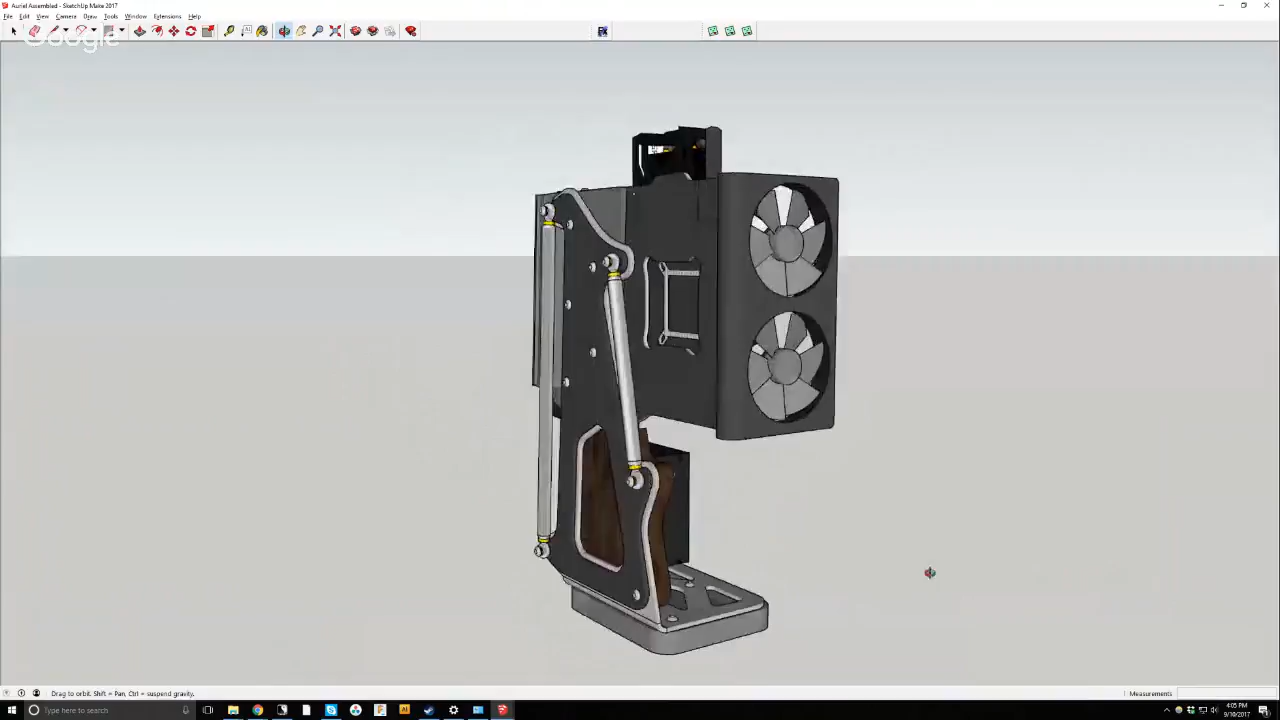 Auriel Assembled - SketchUp Make 2017
File Edit View Camera Draw Tools Window Extensions Help
Google
Drag to orbit. Shift = Pan, Ctrl = suspend gravity.
Measurements
Type here to search
4:05 PM
9/10/2017